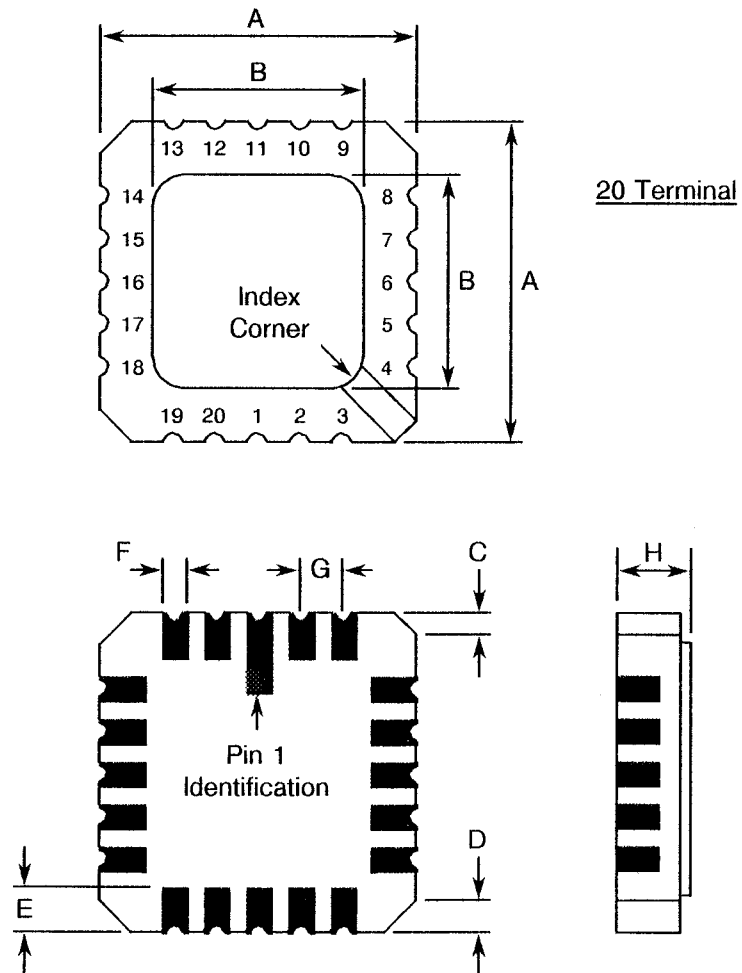 A
B
13 12 11 10 9
14
15
16
17
18
8
7
6
5
4
19 20 1 2 3
Index
Corner
B
A
20 Terminal
F
G
C
H
Pin 1
Identification
D
E